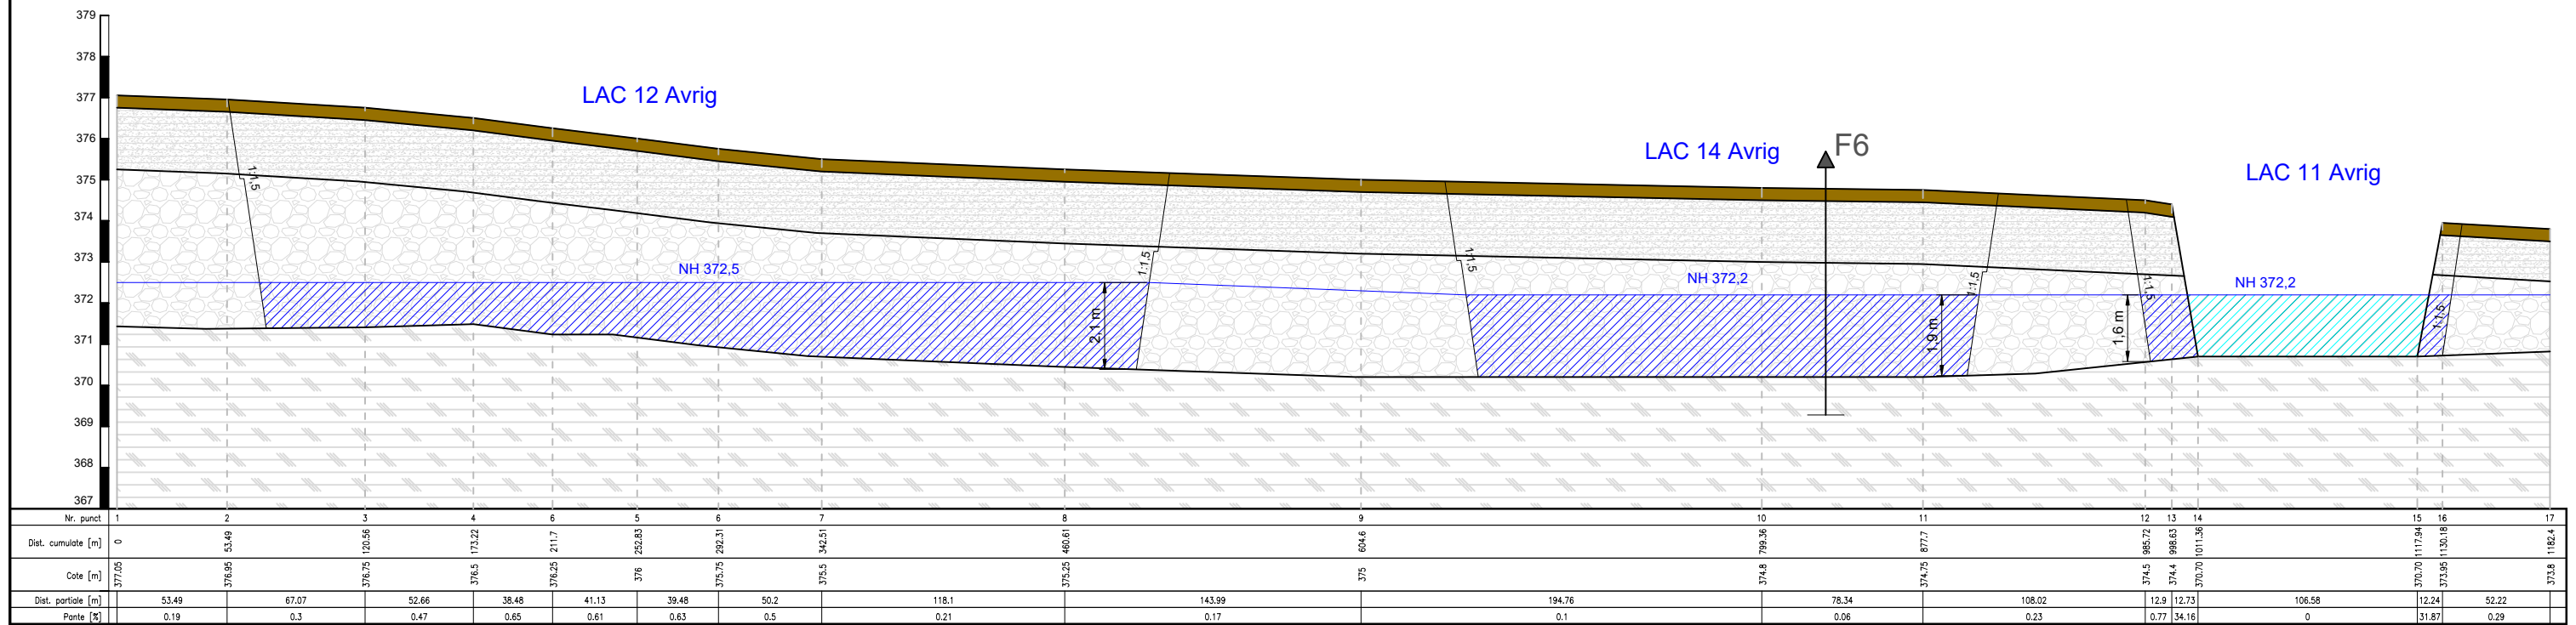 379
378
377
376
375
374
373
372
371
370
369
368
367
LAC 12 Avrig
LAC 14 Avrig
F6
LAC 11 Avrig
1:1,5
NH 372,5
2,1 m
1:1,5
1:1,5
NH 372,2
1,9 m
1:1,5
1,6 m
1:1,5
NH 372,2
1:1,5
Nr. punct 1 2 3 4 6 5 6 7 8 9 10 11 12 13 14 15 16 17
Dist. cumulate [m] 0 53.49 120.56 173.22 211.7 252.83 292.31 342.51 460.61 604.6 799.36 877.7 985.72 998.63 1011.36 1117.94 1130.18 1182.4
Cote [m] 377.05 376.95 376.75 376.5 376.25 376 375.75 375.5 375.25 375 374.8 374.75 374.5 374.4 370.70 370.70 373.95 373.8
Dist. partiale [m] 53.49 67.07 52.66 38.48 41.13 39.48 50.2 118.1 143.99 194.76 78.34 108.02 12.9 12.73 106.58 12.24 52.22
Pante [%] 0.19 0.3 0.47 0.65 0.61 0.63 0.5 0.21 0.17 0.1 0.06 0.23 0.77 34.16 0 31.87 0.29